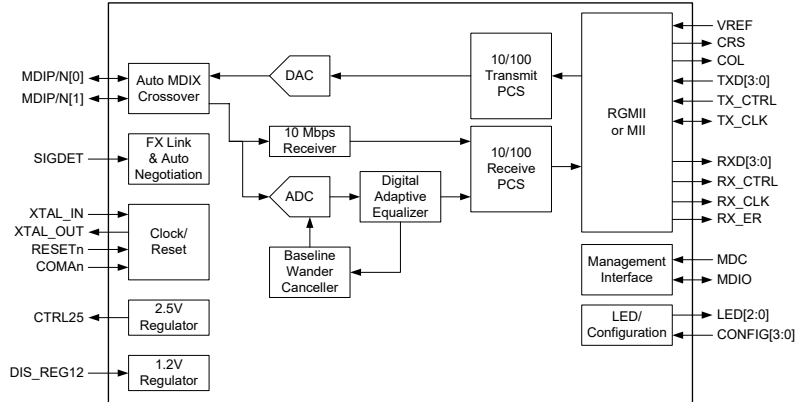 MDIP/N[0]
MDIP/N[1]
SIGDET
XTAL_IN
XTAL_OUT
RESETn
COMAn
CTRL25
DIS_REG12
Auto MDIX
Crossover
FX Link
& Auto
Negotiation
Clock/
Reset
2.5V
Regulator
1.2V
Regulator
DAC
10 Mbps
Receiver
ADC
Digital
Adaptive
Equalizer
Baseline
Wander
Canceller
10/100
Transmit
PCS
10/100
Receive
PCS
RGMII
or MII
Management
Interface
LED/
Configuration
VREF
CRS
COL
TXD[3:0]
TX_CTRL
TX_CLK
RXD[3:0]
RX_CTRL
RX_CLK
RX_ER
MDC
MDIO
LED[2:0]
CONFIG[3:0]